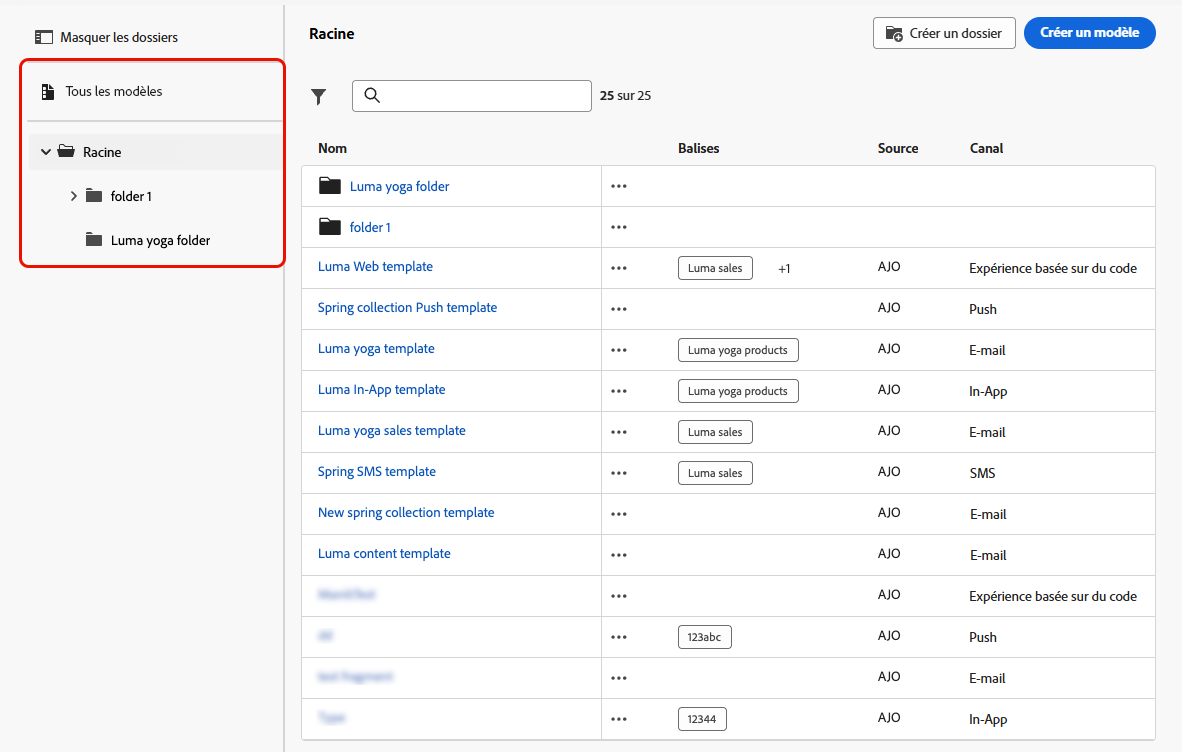 Masquer les dossiers
Tous les modèles
Racine
folder 1
Luma yoga folder
Racine
Créer un dossier
Créer un modèle
25 sur 25
Nom Balises Source Canal
Luma yoga folder •••
folder 1 •••
Luma Web template ••• Luma sales +1 AJO Expérience basée sur du code
Spring collection Push template ••• AJO Push
Luma yoga template ••• Luma yoga products AJO E-mail
Luma In-App template ••• Luma yoga products AJO In-App
Luma yoga sales template ••• Luma sales AJO E-mail
Spring SMS template ••• Luma sales AJO SMS
New spring collection template ••• AJO E-mail
Luma content template ••• AJO E-mail
••• AJO Expérience basée sur du code
••• 123abc AJO Push
••• AJO E-mail
••• 12344 AJO In-App